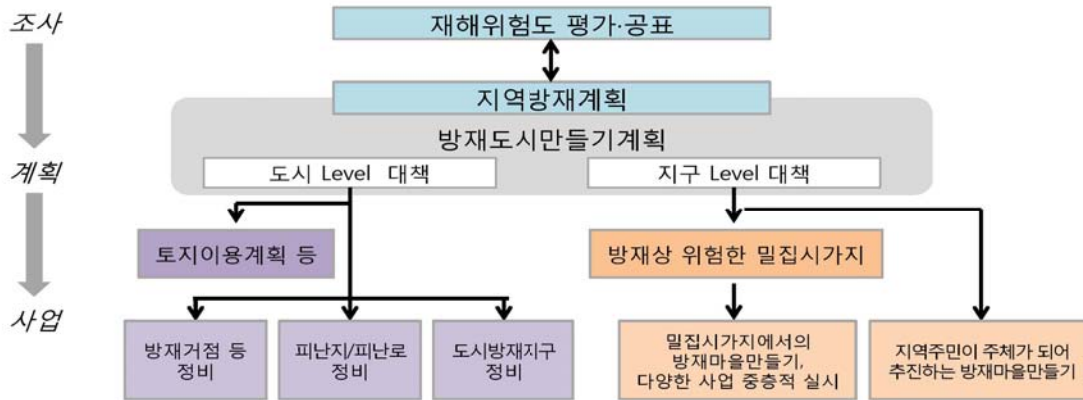 조사
재해위험도 평가·공표
지역방재계획
방재도시만들기계획
계획
도시 Level 대책
지구 Level 대책
토지이용계획 등
방재상 위험한 밀집시가지
사업
방재거점 등
정비
피난지/피난로
정비
도시방재지구
정비
밀집시가지에서의
방재마을만들기,
다양한 사업 중층적 실시
지역주민이 주체가 되어
추진하는 방재마을만들기